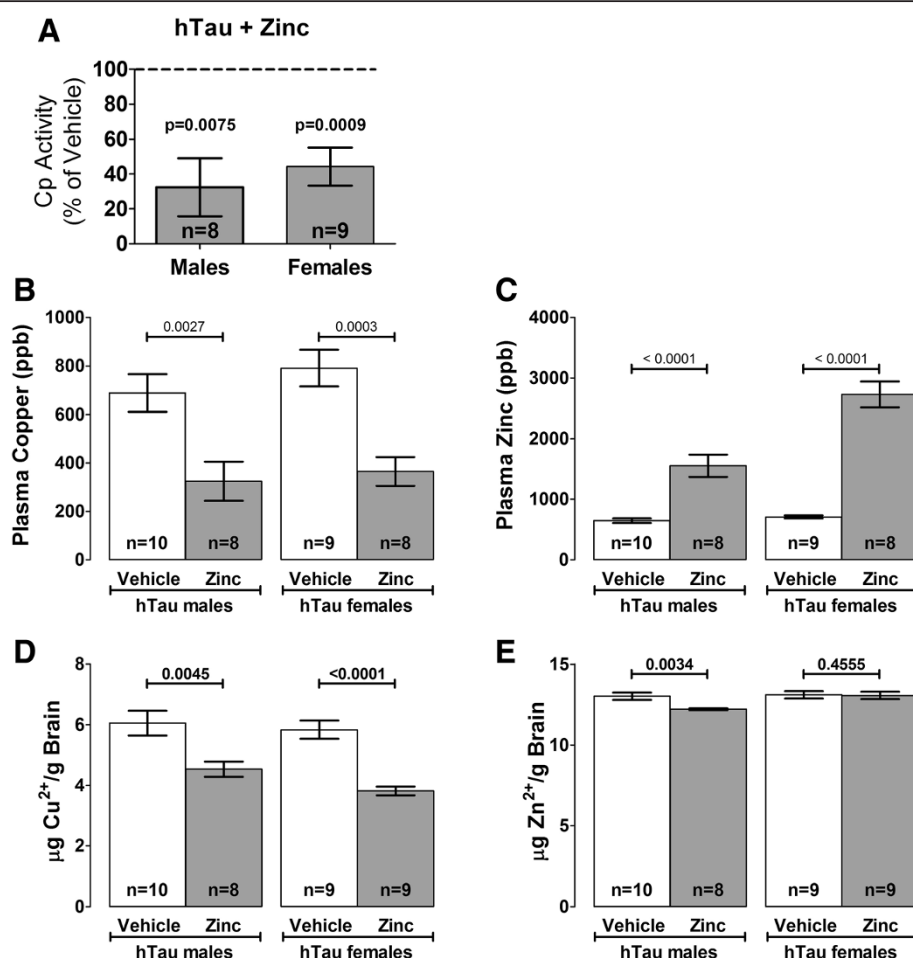 A
hTau + Zinc
Cp Activity
(% of Vehicle)
100
80
60
40
20
0
p=0.0075
p=0.0009
n=8
n=9
Males
Females
B
Plasma Copper (ppb)
1000
800
600
400
200
0
0.0027
0.0003
n=10
n=8
n=9
n=8
Vehicle
Zinc
Vehicle
Zinc
hTau males
hTau females
C
Plasma Zinc (ppb)
4000
3000
2000
1000
0
< 0.0001
< 0.0001
n=10
n=8
n=9
n=8
Vehicle
Zinc
Vehicle
Zinc
hTau males
hTau females
D
µg Cu²⁺/g Brain
8
6
4
2
0
0.0045
<0.0001
n=10
n=8
n=9
n=9
Vehicle
Zinc
Vehicle
Zinc
hTau males
hTau females
E
µg Zn²⁺/g Brain
15
10
5
0
0.0034
0.4555
n=10
n=8
n=9
n=9
Vehicle
Zinc
Vehicle
Zinc
hTau males
hTau females